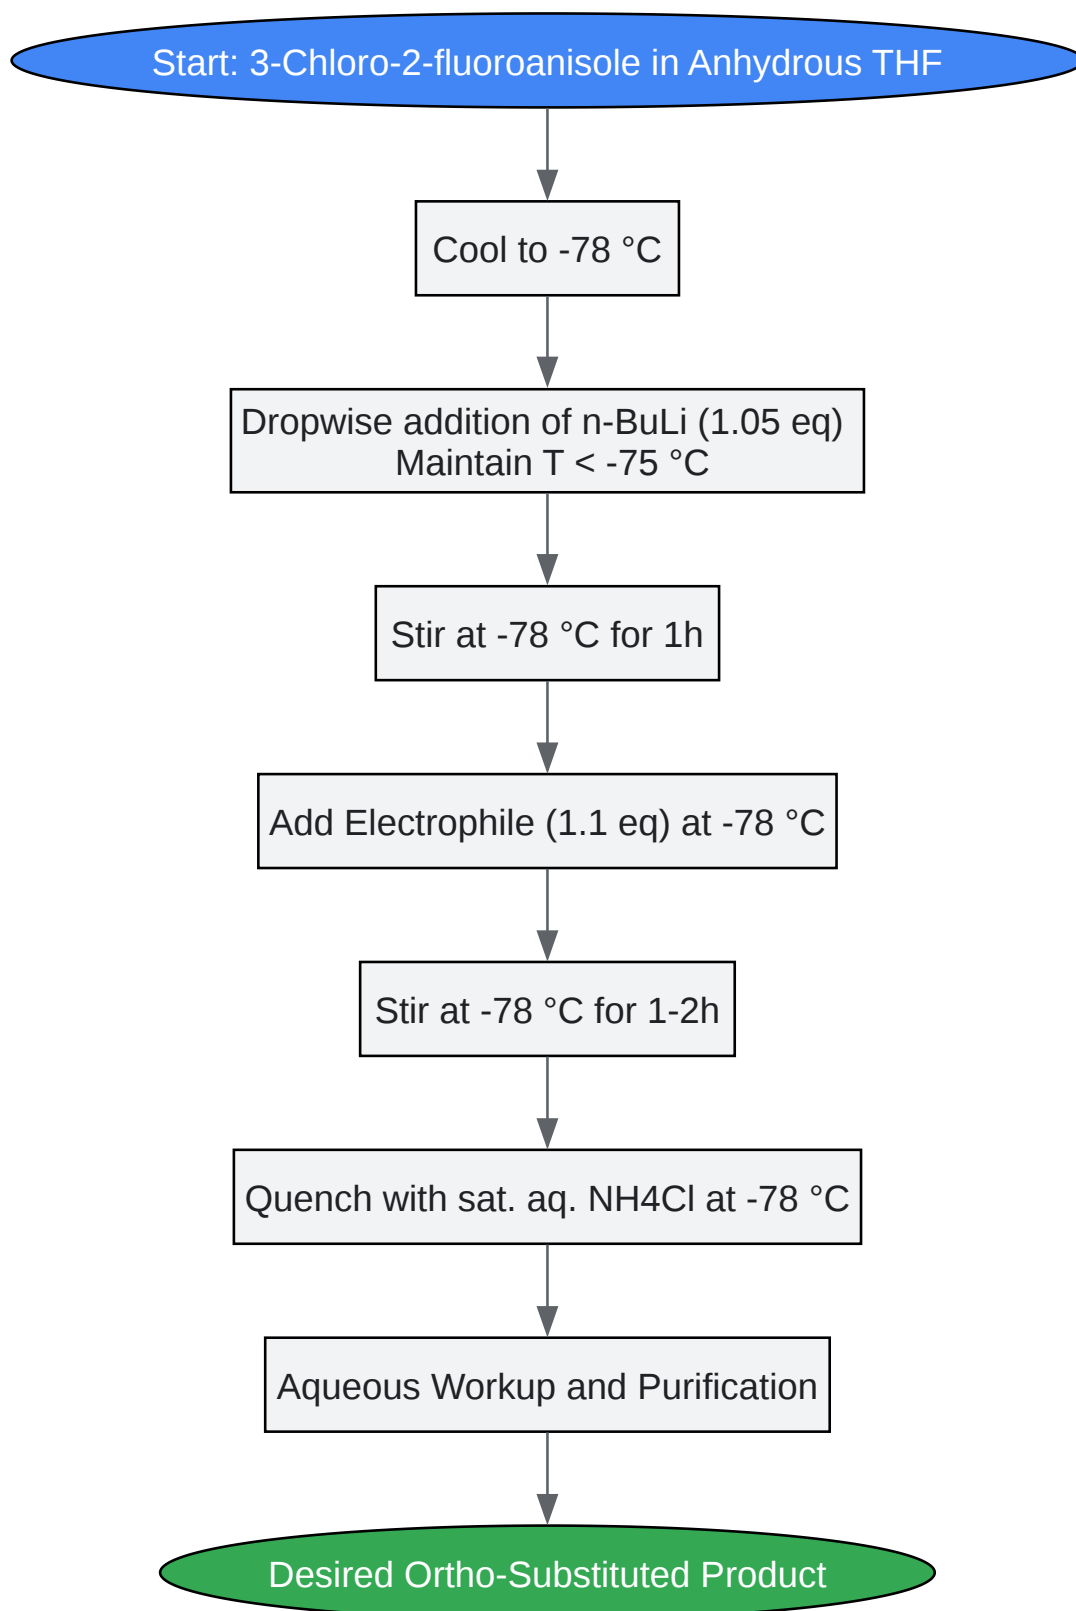 Start: 3-Chloro-2-fluoroanisole in Anhydrous THF
Cool to -78 °C
Dropwise addition of n-BuLi (1.05 eq)
Maintain T < -75 °C
Stir at -78 °C for 1h
Add Electrophile (1.1 eq) at -78 °C
Stir at -78 °C for 1-2h
Quench with sat. aq. NH4Cl at -78 °C
Aqueous Workup and Purification
Desired Ortho-Substituted Product